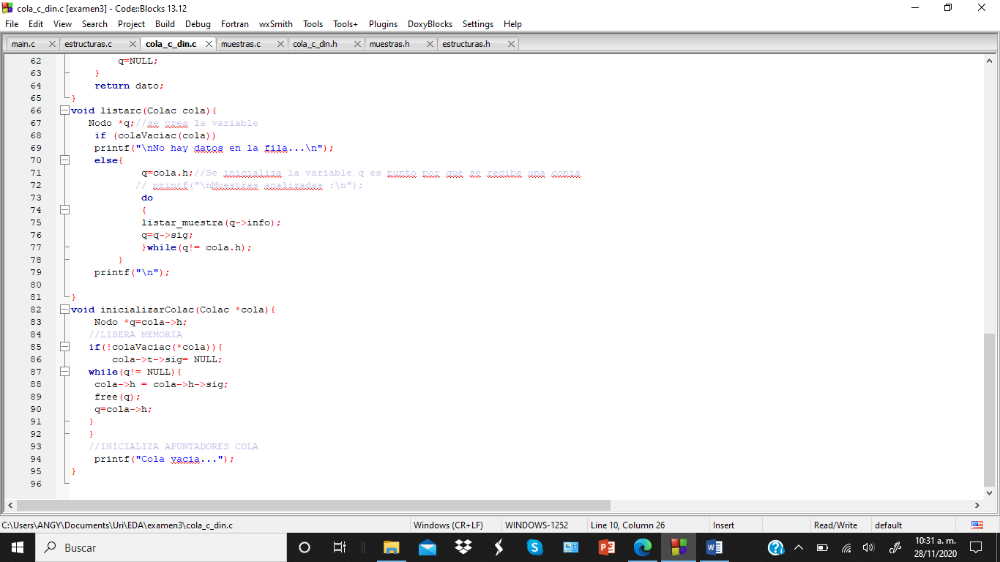 cola_c_din.c [examen3] - Code::Blocks 13.12
File Edit View Search Project Build Debug Fortran wxSmith Tools Tools+ Plugins DoxyBlocks Settings Help
main.c estructuras.c cola_c_din.c muestras.c cola_c_din.h muestras.h estructuras.h
62 q=NULL;
63 }
64 return dato;
65 }
66 void listarc(Colac cola){
67 Nodo *q;//se crea la variable
68 if (colaVaciac(cola))
69 printf("\nNo hay datos en la fila...\n");
70 else{
71 q=cola.h;//Se inicializa la variable q es punto por que se recibe una copia
72 // printf("\nMuestras analizadas :\n");
73 do
74 {
75 listar_muestra(q->info);
76 q=q->sig;
77 }while(q!= cola.h);
78 }
79 printf("\n");
80
81 }
82 void inicializarColac(Colac *cola){
83 Nodo *q=cola->h;
84 //LIBERA MEMORIA
85 if(!colaVaciac(*cola)){
86 cola->t->sig= NULL;
87 while(q!= NULL){
88 cola->h = cola->h->sig;
89 free(q);
90 q=cola->h;
91 }
92 }
93 //INICIALIZA APUNTADORES COLA
94 printf("Cola vacia...");
95 }
96
C:\Users\ANGY\Documents\Uri\EDA\examen3\cola_c_din.c Windows (CR+LF) WINDOWS-1252 Line 10, Column 26 Insert Read/Write default
Buscar
10:31 a. m.
28/11/2020